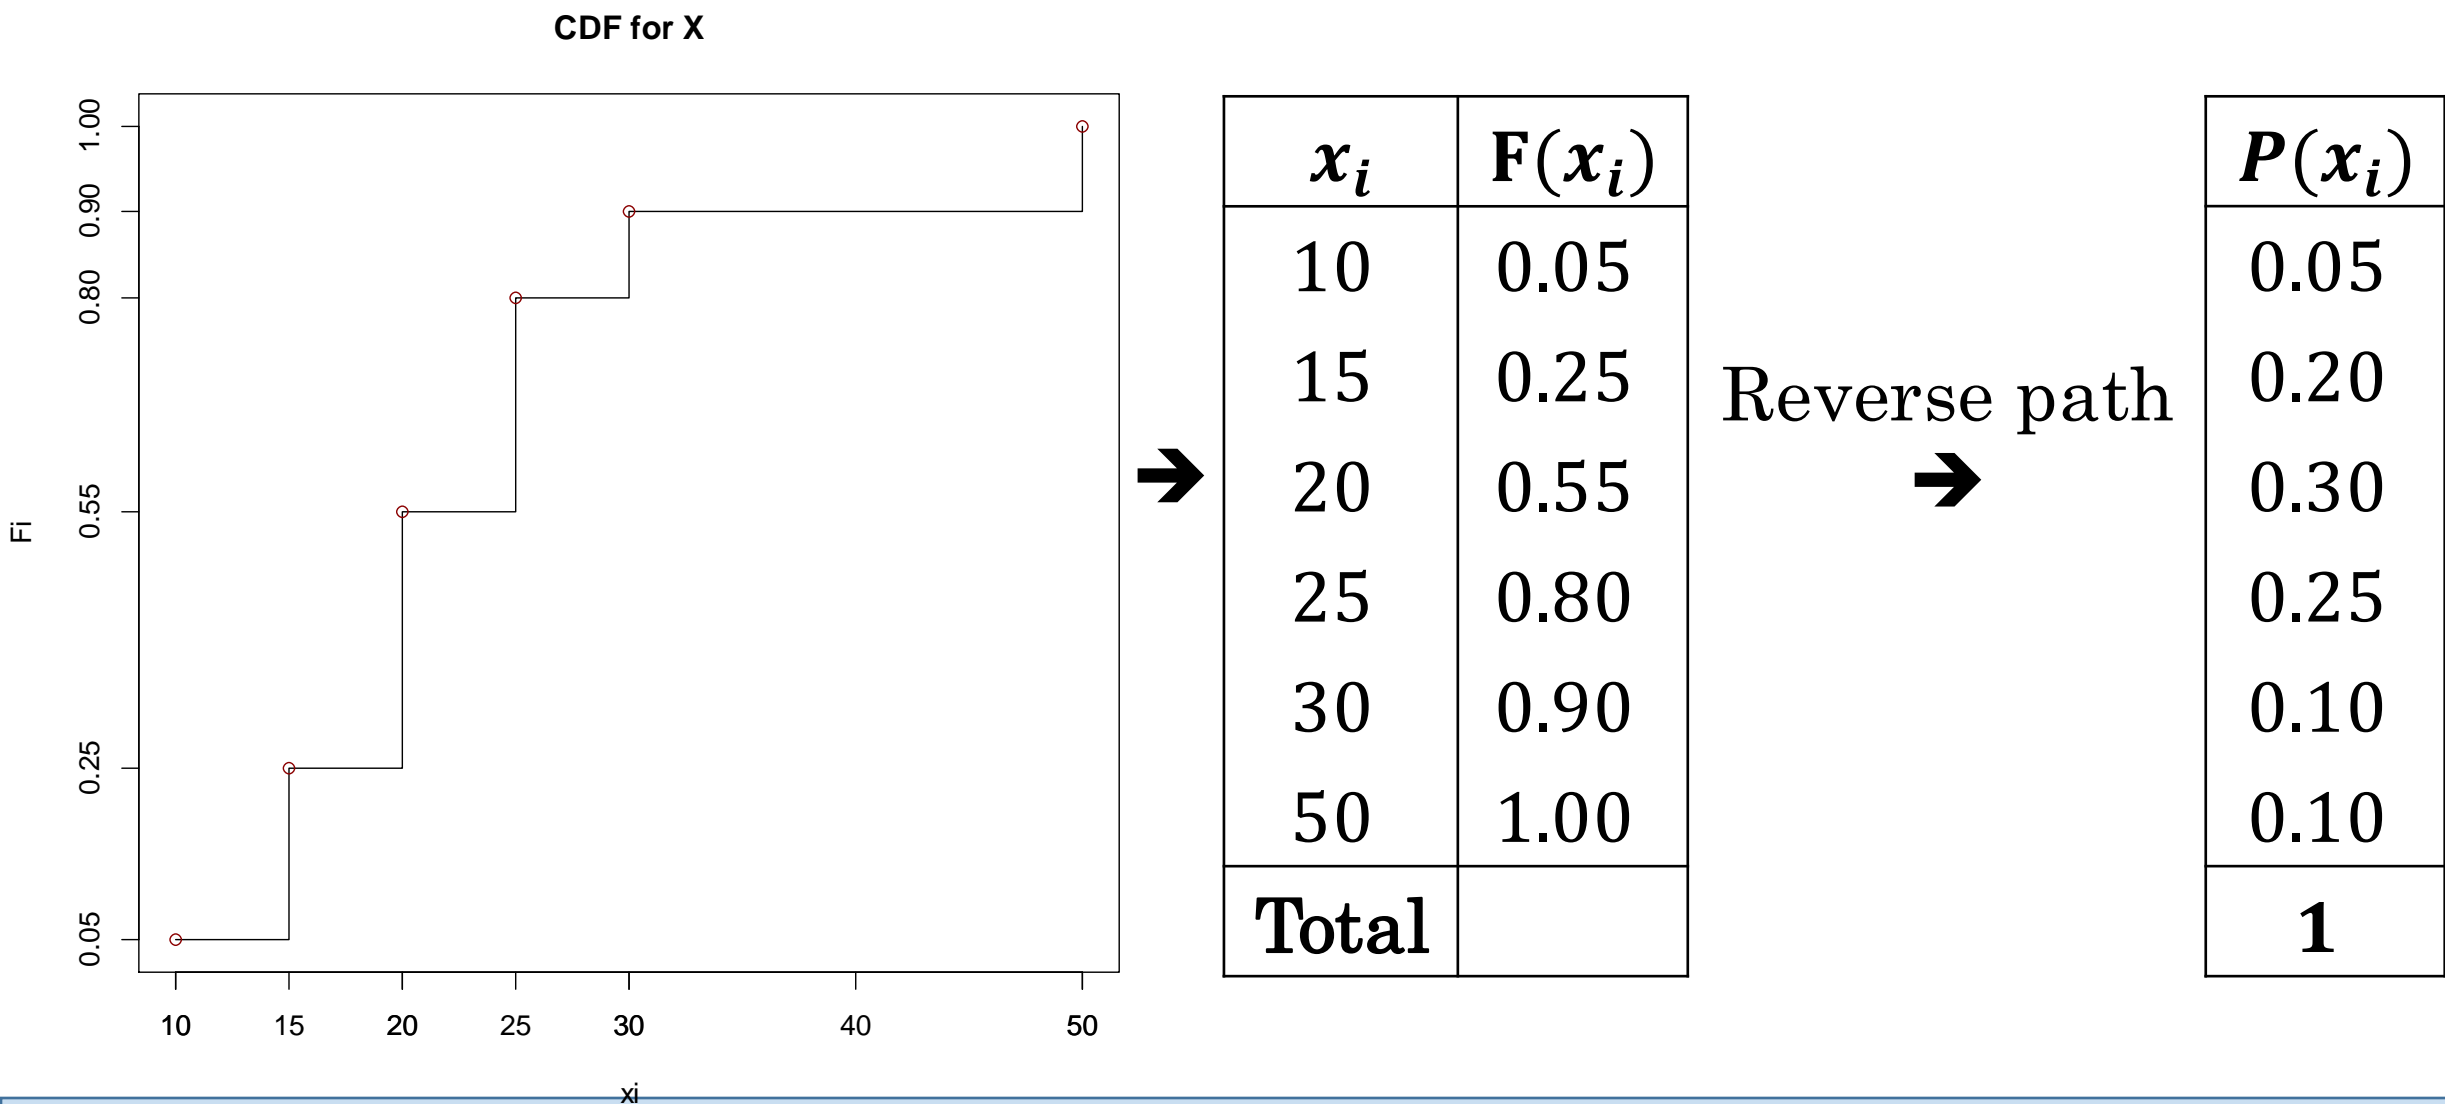 CDF for X
Fi
1.00
0.90
0.80
0.55
0.25
0.05
10 15 20 25 30 40 50
xi
➔
xᵢ F(xᵢ)
10 0.05
15 0.25
20 0.55
25 0.80
30 0.90
50 1.00
Total
Reverse path
➔
P(xᵢ)
0.05
0.20
0.30
0.25
0.10
0.10
1